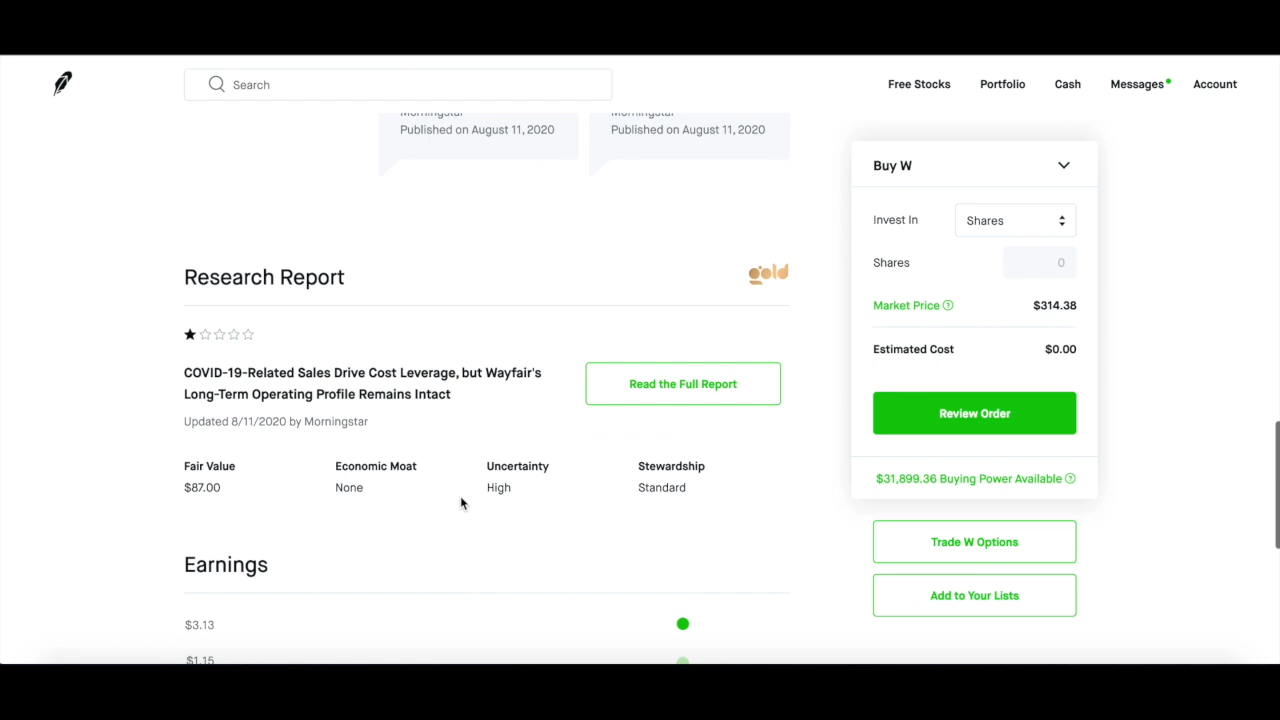 Search
Free Stocks
Portfolio
Cash
Messages
Account
Morningstar
Published on August 11, 2020
Morningstar
Published on August 11, 2020
Research Report
gold
COVID-19-Related Sales Drive Cost Leverage, but Wayfair's
Long-Term Operating Profile Remains Intact
Updated 8/11/2020 by Morningstar
Read the Full Report
Fair Value
$87.00
Economic Moat
None
Uncertainty
High
Stewardship
Standard
Earnings
$3.13
$1.15
Buy W
Invest In
Shares
Shares
0
Market Price ?
$314.38
Estimated Cost
$0.00
Review Order
$31,899.36 Buying Power Available ?
Trade W Options
Add to Your Lists